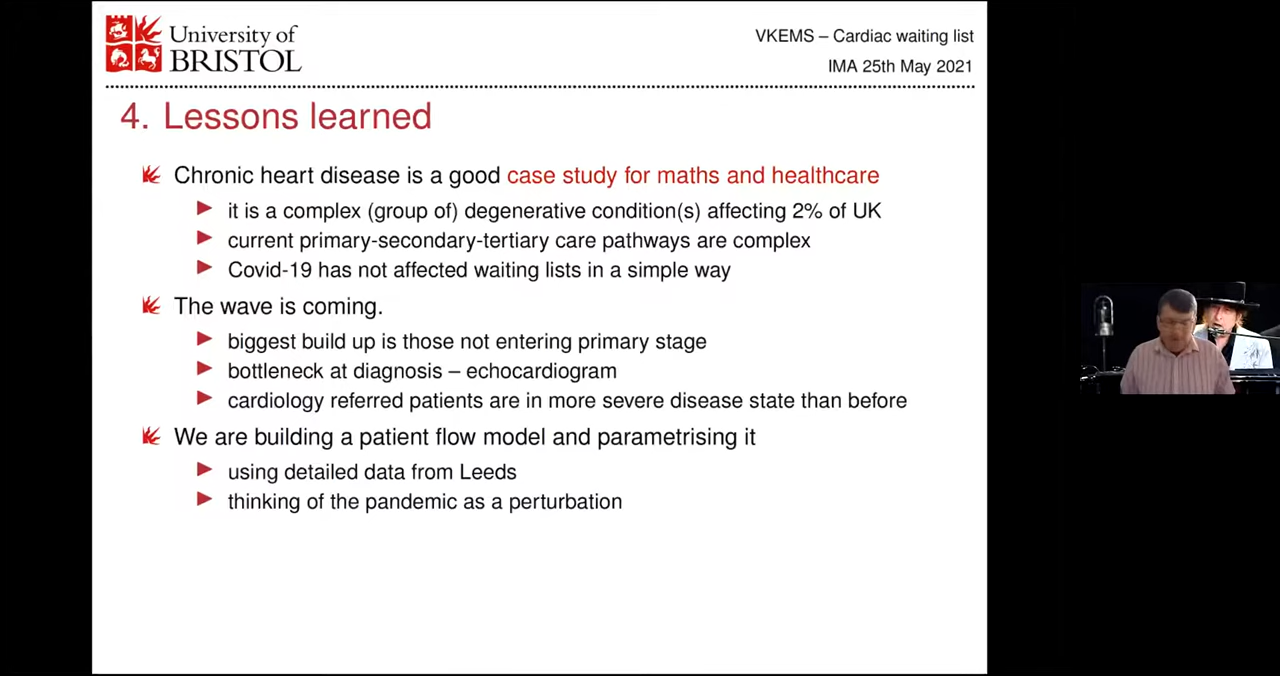 University of
BRISTOL
VKEMS – Cardiac waiting list
IMA 25th May 2021
4. Lessons learned
Chronic heart disease is a good case study for maths and healthcare
it is a complex (group of) degenerative condition(s) affecting 2% of UK
current primary-secondary-tertiary care pathways are complex
Covid-19 has not affected waiting lists in a simple way
The wave is coming.
biggest build up is those not entering primary stage
bottleneck at diagnosis – echocardiogram
cardiology referred patients are in more severe disease state than before
We are building a patient flow model and parametrising it
using detailed data from Leeds
thinking of the pandemic as a perturbation